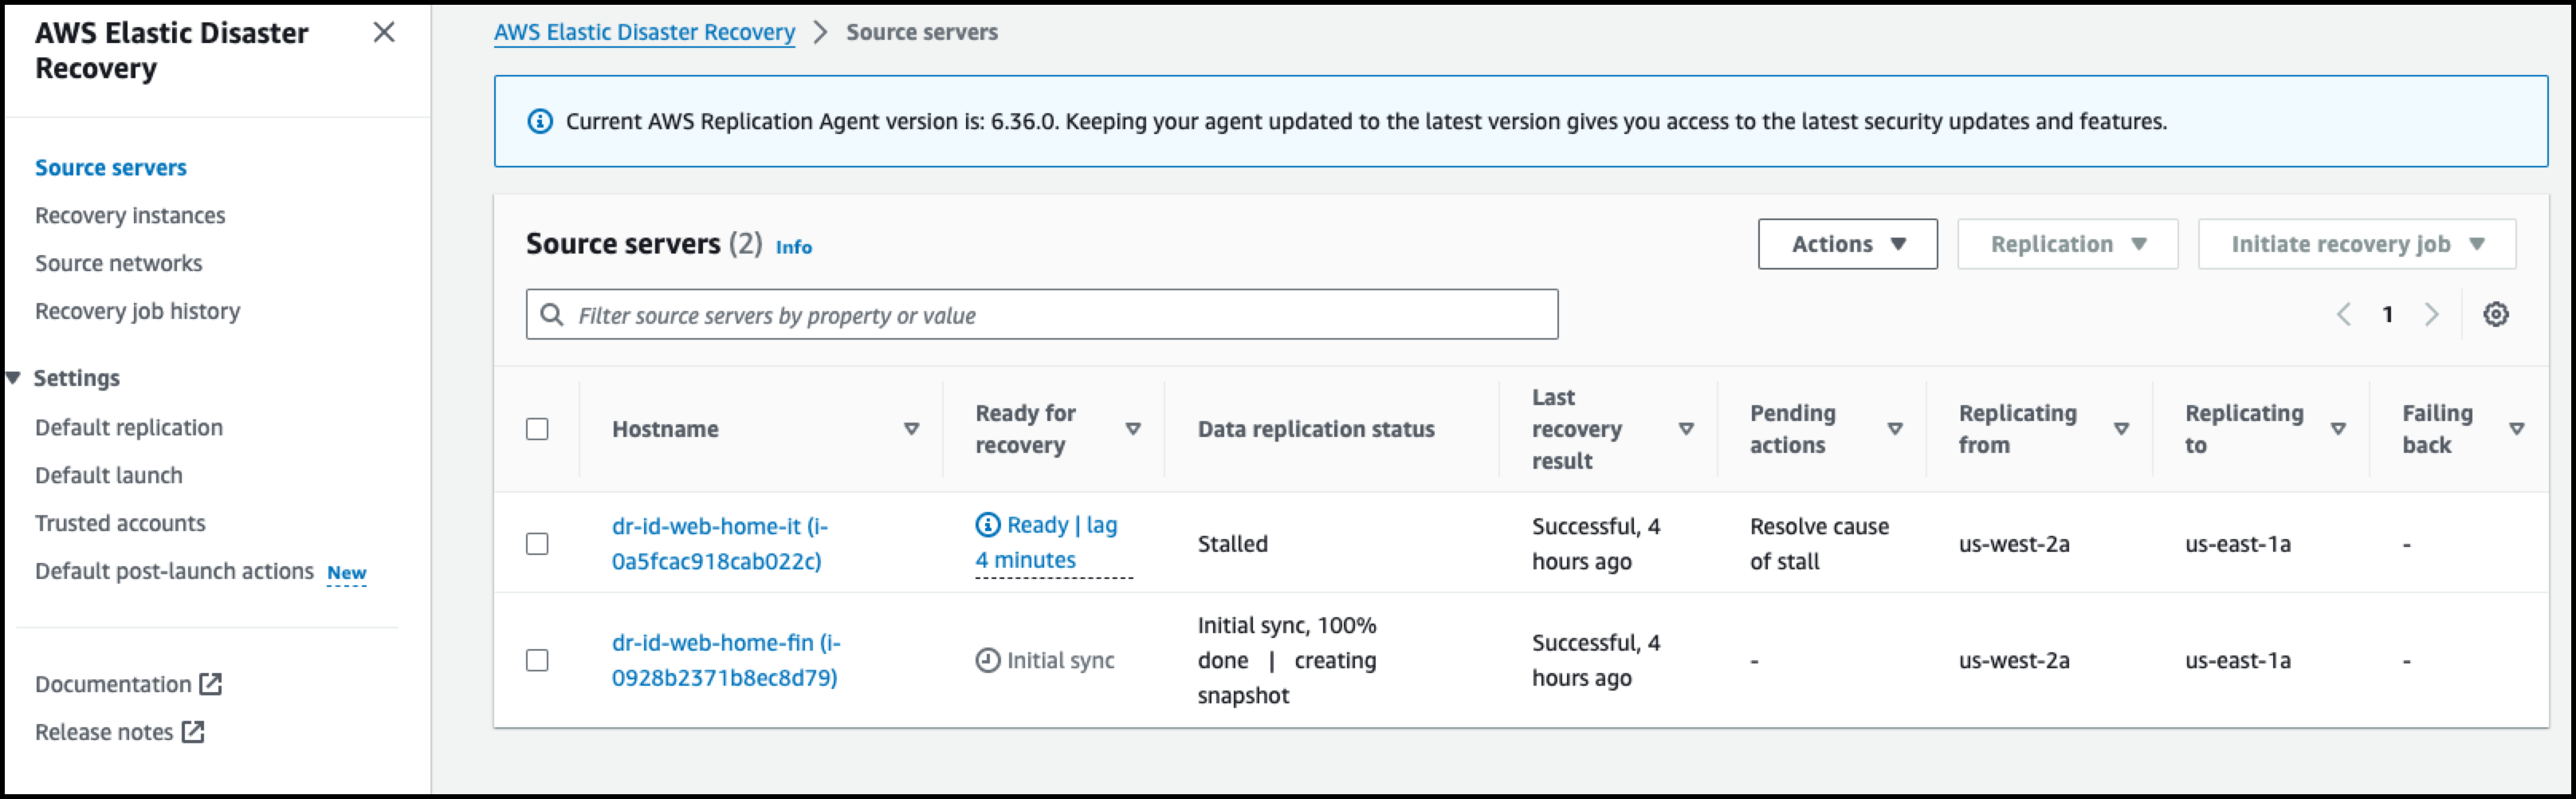 AWS Elastic Disaster
Recovery
Source servers
Recovery instances
Source networks
Recovery job history
Settings
Default replication
Default launch
Trusted accounts
Default post-launch actions New
Documentation
Release notes
AWS Elastic Disaster Recovery > Source servers
Current AWS Replication Agent version is: 6.36.0. Keeping your agent updated to the latest version gives you access to the latest security updates and features.
Source servers (2) Info
Actions
Replication
Initiate recovery job
Filter source servers by property or value
1
Hostname
Ready for
recovery
Data replication status
Last
recovery
result
Pending
actions
Replicating
from
Replicating
to
Failing
back
dr-id-web-home-it (i-
0a5fcac918cab022c)
Ready | lag
4 minutes
Stalled
Successful, 4
hours ago
Resolve cause
of stall
us-west-2a
us-east-1a
-
dr-id-web-home-fin (i-
0928b2371b8ec8d79)
Initial sync
Initial sync, 100%
done | creating
snapshot
Successful, 4
hours ago
-
us-west-2a
us-east-1a
-